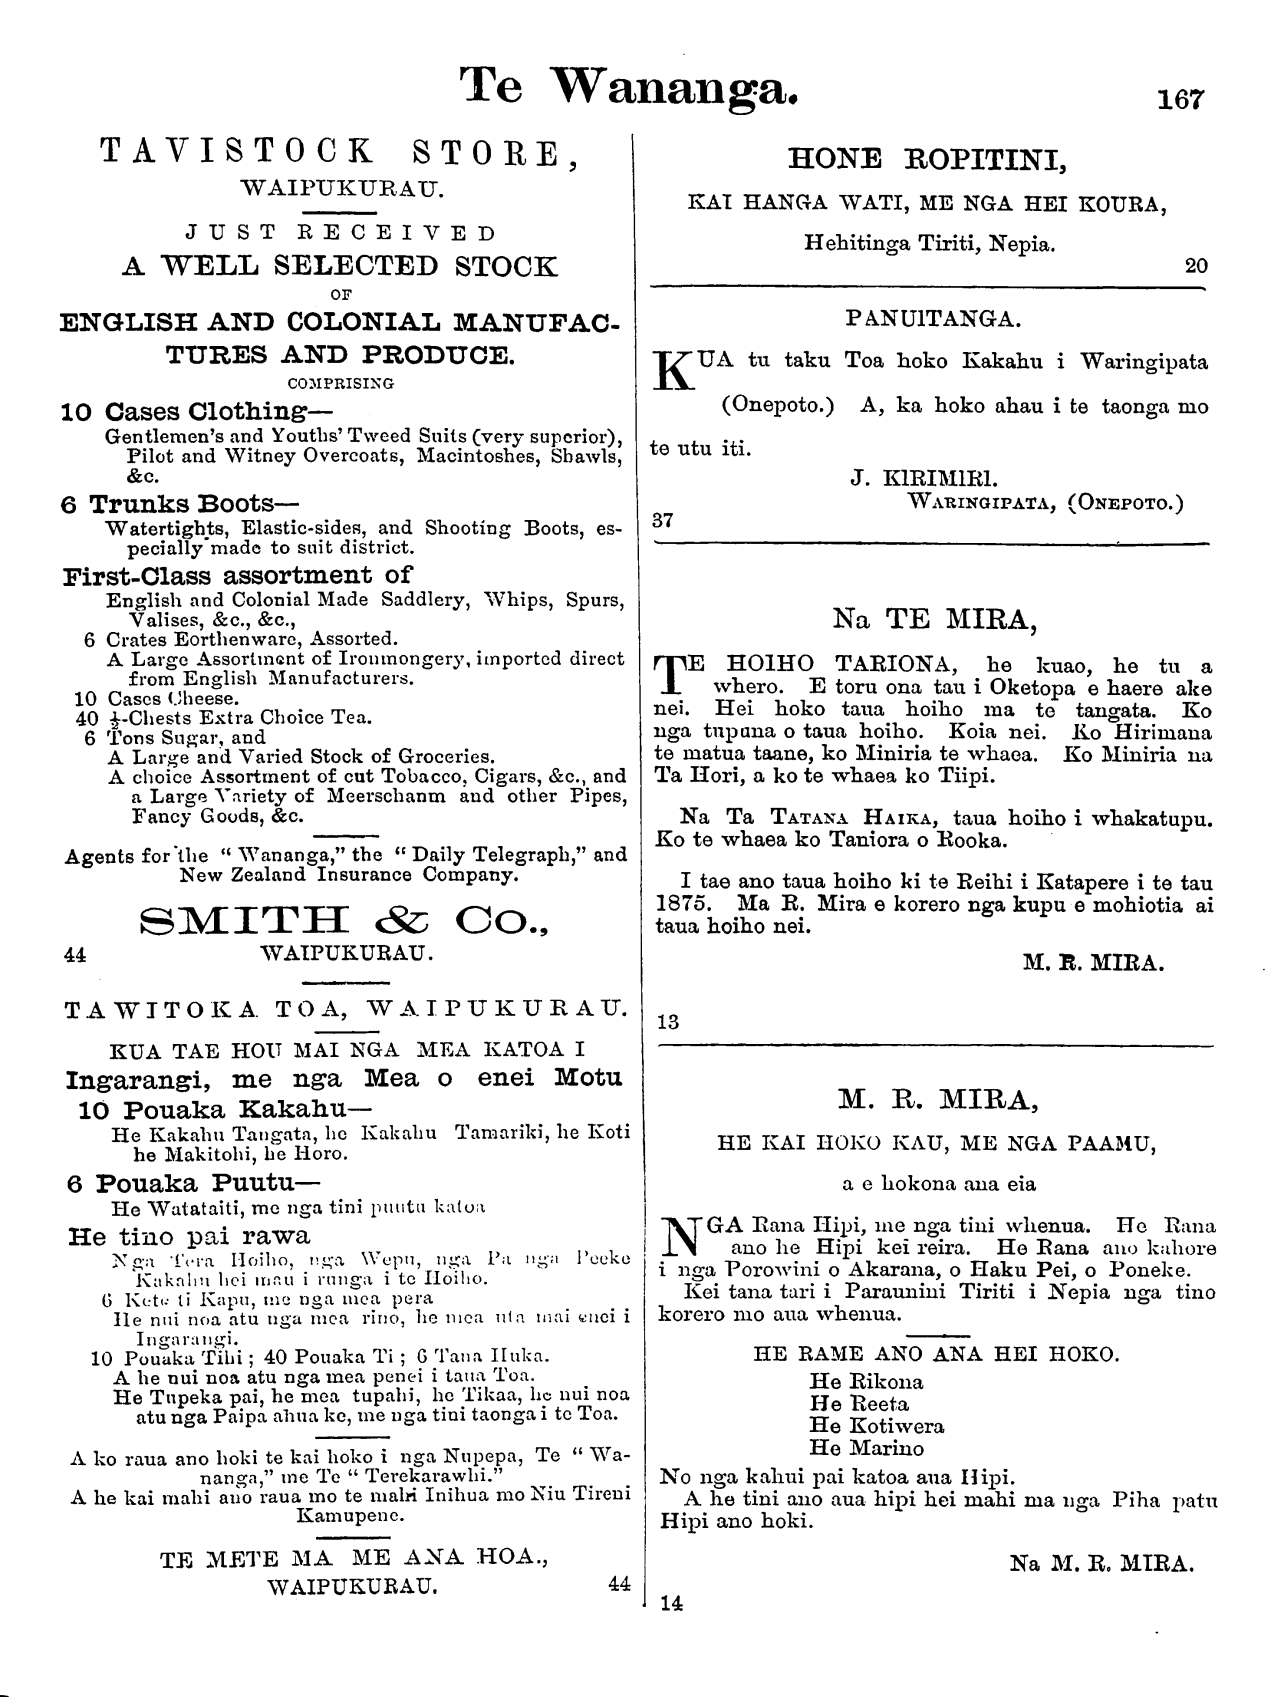 Te Wananga.
167
TAVISTOCK STORE,
WAIPUKURAU.
JUST RECEIVED
A WELL SELECTED STOCK
OF
ENGLISH AND COLONIAL MANUFAC-
TURES AND PRODUCE.
COMPRISING
10 Cases Clothing—
Gentlemen's and Youths' Tweed Suits (very superior),
Pilot and Witney Overcoats, Macintoshes, Shawls,
&c.
6 Trunks Boots—
Watertights, Elastic-sides, and Shooting Boots, es-
pecially made to suit district.
First-Class assortment of
English and Colonial Made Saddlery, Whips, Spurs,
Valises, &c., &c.,
6 Crates Eorthenware, Assorted.
A Large Assortment of Ironmongery, imported direct
from English Manufacturers.
10 Cases Cheese.
40 ½-Chests Extra Choice Tea.
6 Tons Sugar, and
A Large and Varied Stock of Groceries.
A choice Assortment of cut Tobacco, Cigars, &c., and
a Large Variety of Meerschanm and other Pipes,
Fancy Goods, &c.
Agents for the “ Wananga,” the “ Daily Telegraph,” and
New Zealand Insurance Company.
SMITH & Co.,
44 WAIPUKURAU.
TAWITOKA TOA, WAIPUKURAU.
KUA TAE HOU MAI NGA MEA KATOA I
Ingarangi, me nga Mea o enei Motu
10 Pouaka Kakahu—
He Kakahu Tangata, he Kakahu Tamariki, he Koti
he Makitohi, he Horo.
6 Pouaka Puutu—
He Watataiti, me nga tini puutu katoa
He tino pai rawa
Nga Tera Hoiho, nga Wepu, nga Pa nga Peeke
Kakahu hei mau i runga i te Hoiho.
6 Kete ti Kapu, me nga mea pera
He nui noa atu nga mea rino, he mea uta mai enei i
Ingarangi.
10 Pouaka Tihi ; 40 Pouaka Ti ; 6 Tana Huka.
A he nui noa atu nga mea penei i taua Toa.
He Tupeka pai, he mea tupahi, he Tikaa, he nui noa
atu nga Paipa ahua ke, me nga tini taonga i te Toa.
A ko raua ano hoki te kai hoko i nga Nupepa, Te “ Wa-
nanga,” me Te “ Terekarawhi.”
A he kai mahi ano raua mo te mahi Inihua mo Niu Tireni
Kamupene.
TE METE MA ME ANA HOA.,
WAIPUKURAU. 44
HONE ROPITINI,
KAI HANGA WATI, ME NGA HEI KOURA,
Hehitinga Tiriti, Nepia.
20
PANUITANGA.
KUA tu taku Toa hoko Kakahu i Waringipata
(Onepoto.) A, ka hoko ahau i te taonga mo
te utu iti.
J. KIRIMIRI.
WARINGIPATA, (ONEPOTO.)
37
Na TE MIRA,
TE HOIHO TARIONA, he kuao, he tu a
whero. E toru ona tau i Oketopa e haere ake
nei. Hei hoko taua hoiho ma te tangata. Ko
nga tupuna o taua hoiho. Koia nei. Ko Hirimana
te matua taane, ko Miniria te whaea. Ko Miniria na
Ta Hori, a ko te whaea ko Tiipi.
Na Ta TATANA HAIKA, taua hoiho i whakatupu.
Ko te whaea ko Taniora o Rooka.
I tae ano taua hoiho ki te Reihi i Katapere i te tau
1875. Ma R. Mira e korero nga kupu e mohiotia ai
taua hoiho nei.
M. R. MIRA.
13
M. R. MIRA,
HE KAI HOKO KAU, ME NGA PAAMU,
a e hokona ana eia
NGA Rana Hipi, me nga tini whenua. He Rana
ano he Hipi kei reira. He Rana ano kahore
i nga Porowini o Akarana, o Haku Pei, o Poneke.
Kei tana tari i Paraunini Tiriti i Nepia nga tino
korero mo aua whenua.
HE RAME ANO ANA HEI HOKO.
He Rikona
He Reeta
He Kotiwera
He Marino
No nga kahui pai katoa aua Hipi.
A he tini ano aua hipi hei mahi ma nga Piha patu
Hipi ano hoki.
Na M. R. MIRA.
14